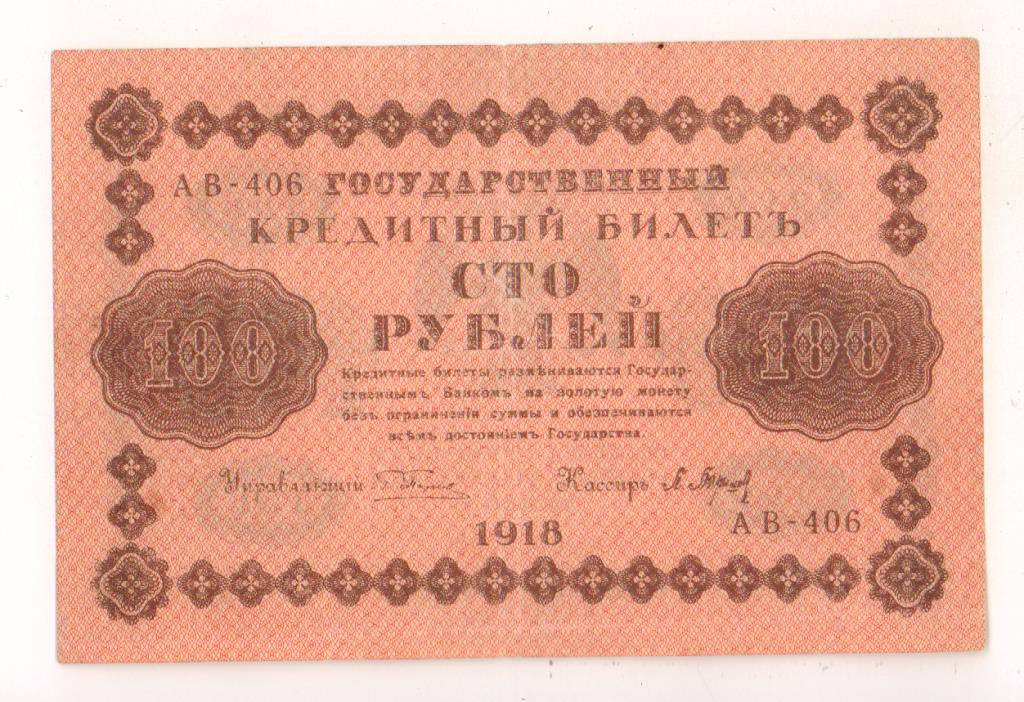 АВ-406 ГОСУДАРСТВЕННЫЙ
КРЕДИТНЫЙ БИЛЕТЪ
СТО
РУБЛЕЙ
100
100
Кредитные билеты размѣниваются Государ-
ственнымъ Банкомъ на золотую монету
безъ ограниченія суммы и обезпечиваются
всѣмъ достояніемъ Государства.
Управляющій
Кассиръ
1918
АВ-406